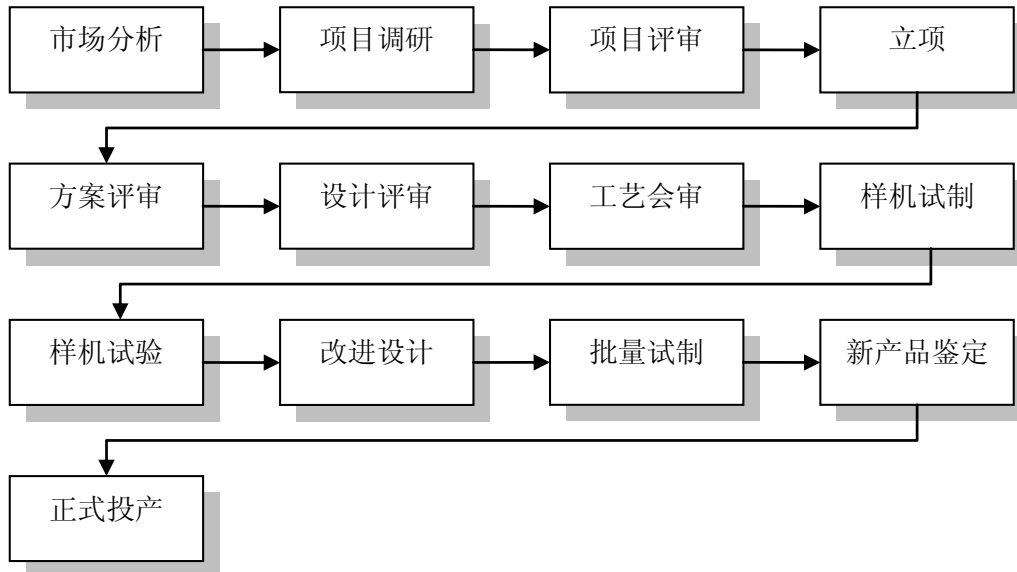 市场分析
项目调研
项目评审
立项
方案评审
设计评审
工艺会审
样机试制
样机试验
改进设计
批量试制
新产品鉴定
正式投产